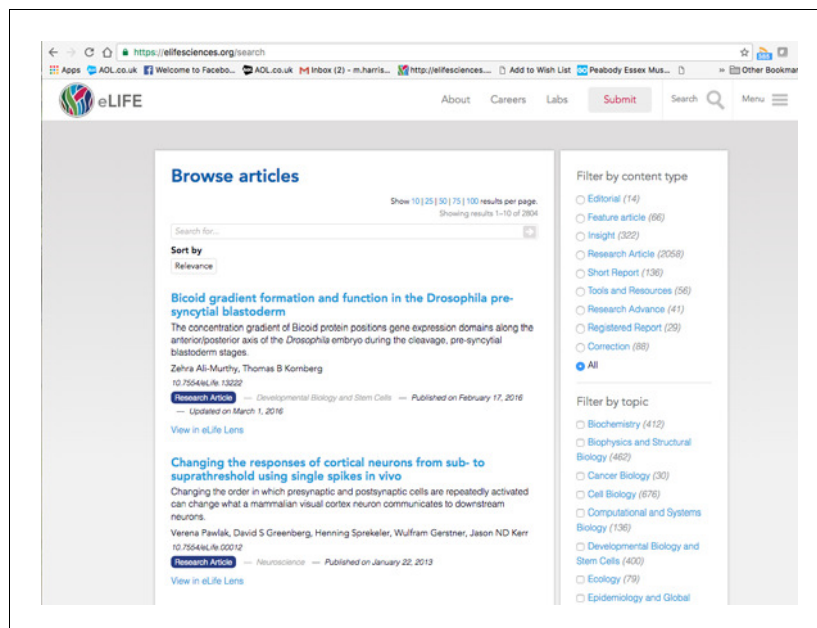 https://elifesciences.org/search
Apps AOL.co.uk Welcome to Facebo... AOL.co.uk Inbox (2) - m.harris... http://elifesciences.... Add to Wish List Peabody Essex Mus... » Other Bookmar
eLIFE About Careers Labs Submit Search Menu
Browse articles
Show 10 | 25 | 50 | 75 | 100 results per page.
Showing results 1–10 of 2804
Search for...
Sort by
Relevance
Bicoid gradient formation and function in the Drosophila pre-
syncytial blastoderm
The concentration gradient of Bicoid protein positions gene expression domains along the
anterior/posterior axis of the Drosophila embryo during the cleavage, pre-syncytial
blastoderm stages.
Zehra Ali-Murthy, Thomas B Kornberg
10.7554/eLife.13222
Research Article — Developmental Biology and Stem Cells — Published on February 17, 2016
— Updated on March 1, 2016
View in eLife Lens
Changing the responses of cortical neurons from sub- to
suprathreshold using single spikes in vivo
Changing the order in which presynaptic and postsynaptic cells are repeatedly activated
can change what a mammalian visual cortex neuron communicates to downstream
neurons.
Verena Pawlak, David S Greenberg, Henning Sprekeler, Wulfram Gerstner, Jason ND Kerr
10.7554/eLife.00012
Research Article — Neuroscience — Published on January 22, 2013
View in eLife Lens
Filter by content type
Editorial (14)
Feature article (66)
Insight (322)
Research Article (2058)
Short Report (136)
Tools and Resources (56)
Research Advance (41)
Registered Report (29)
Correction (88)
All
Filter by topic
Biochemistry (412)
Biophysics and Structural
Biology (462)
Cancer Biology (30)
Cell Biology (676)
Computational and Systems
Biology (136)
Developmental Biology and
Stem Cells (400)
Ecology (79)
Epidemiology and Global